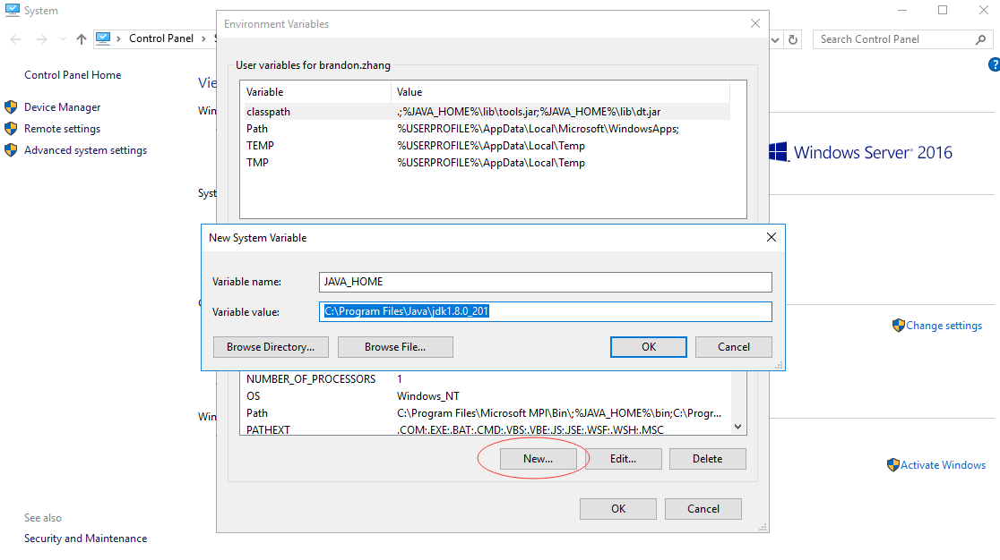 System
Environment Variables
Control Panel
Search Control Panel
Control Panel Home
User variables for brandon.zhang
Vie
Variable Value
Device Manager
Win
classpath .;%JAVA_HOME%\lib\tools.jar;%JAVA_HOME%\lib\dt.jar
Remote settings
Path %USERPROFILE%\AppData\Local\Microsoft\WindowsApps;
Advanced system settings
TEMP %USERPROFILE%\AppData\Local\Temp
Windows Server® 2016
TMP %USERPROFILE%\AppData\Local\Temp
Syst
New System Variable
Variable name: JAVA_HOME
Variable value: C:\Program Files\Java\jdk1.8.0_201
Change settings
Browse Directory... Browse File... OK Cancel
NUMBER_OF_PROCESSORS 1
OS Windows_NT
Path C:\Program Files\Microsoft MPI\Bin\;%JAVA_HOME%\bin;C:\Progr...
Win
PATHEXT .COM;.EXE;.BAT;.CMD;.VBS;.VBE;.JS;.JSE;.WSF;.WSH;.MSC
New... Edit... Delete
Activate Windows
OK Cancel
See also
Security and Maintenance